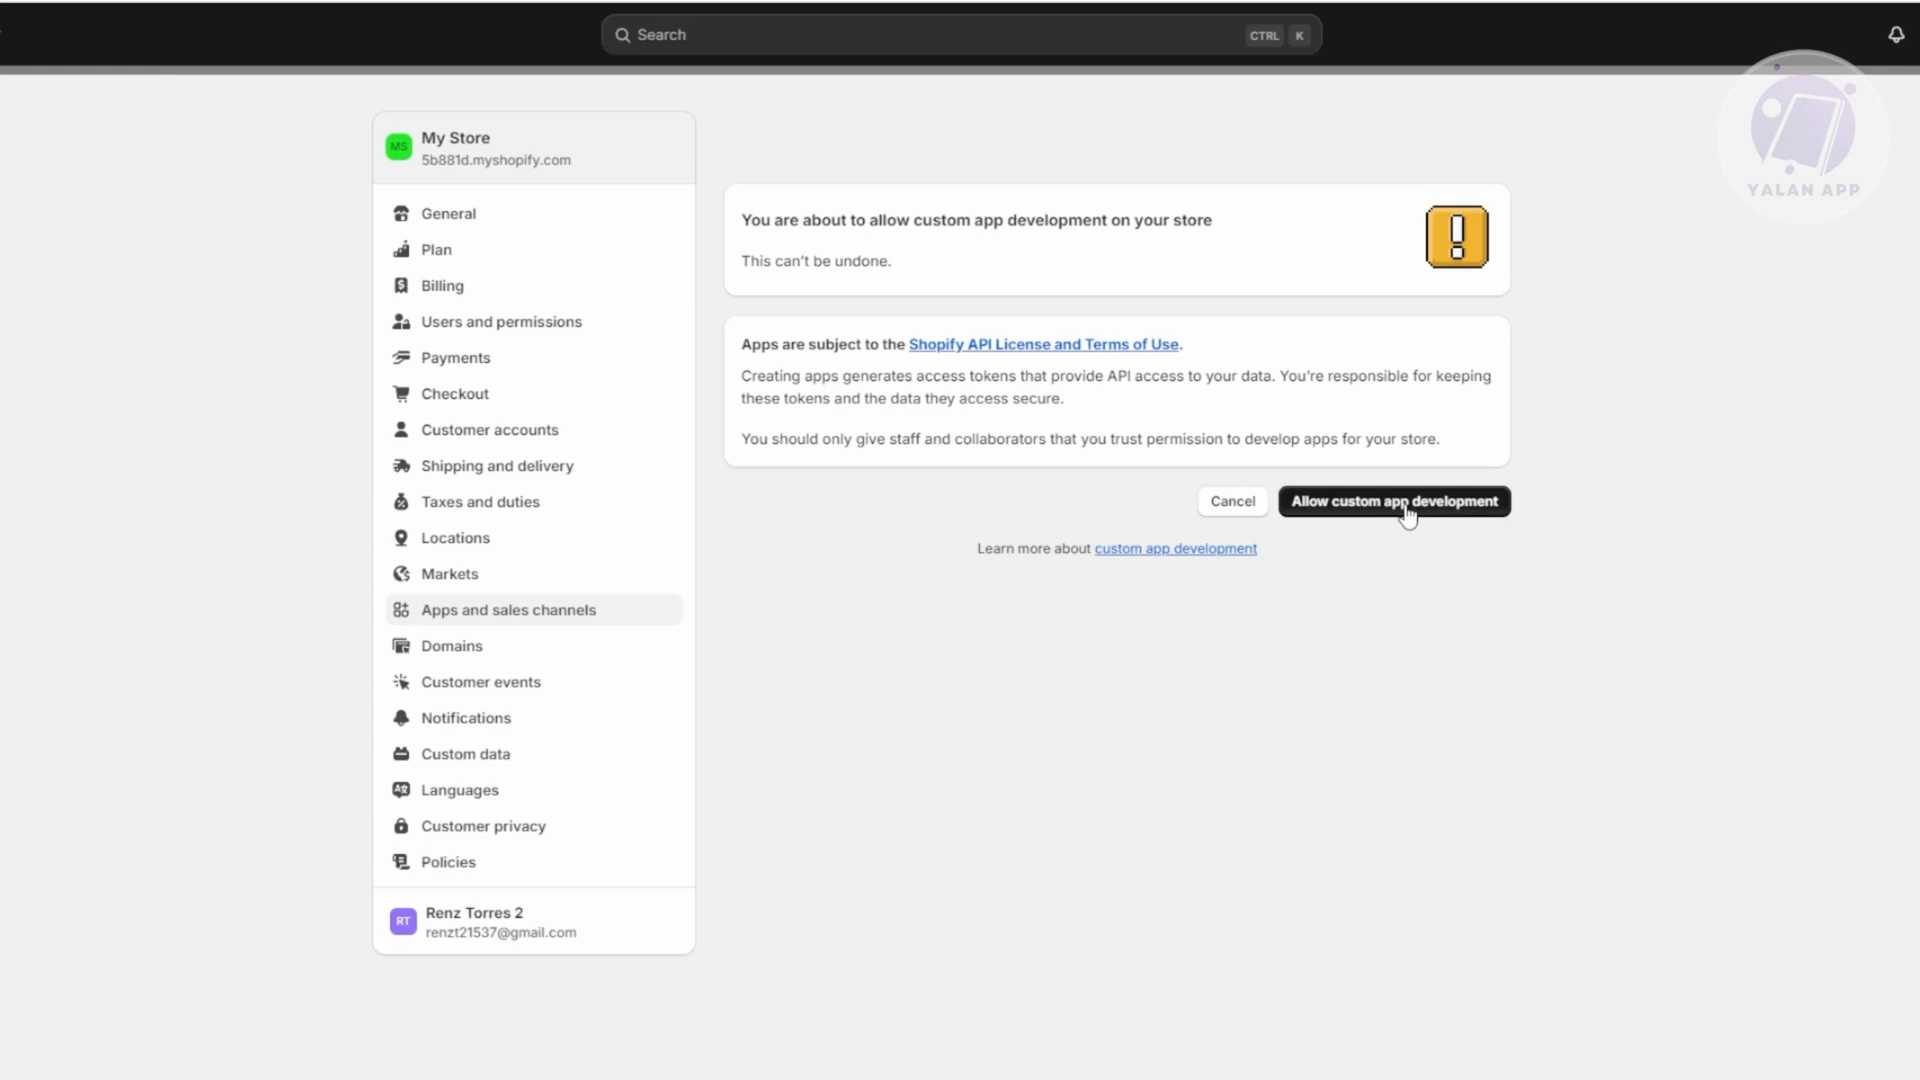 Search
CTRL K
YALAN APP
MS
My Store
5b881d.myshopify.com
General
Plan
Billing
Users and permissions
Payments
Checkout
Customer accounts
Shipping and delivery
Taxes and duties
Locations
Markets
Apps and sales channels
Domains
Customer events
Notifications
Custom data
Languages
Customer privacy
Policies
RT
Renz Torres 2
renzt21537@gmail.com
You are about to allow custom app development on your store
This can't be undone.
Apps are subject to the Shopify API License and Terms of Use.
Creating apps generates access tokens that provide API access to your data. You're responsible for keeping
these tokens and the data they access secure.
You should only give staff and collaborators that you trust permission to develop apps for your store.
Cancel
Allow custom app development
Learn more about custom app development